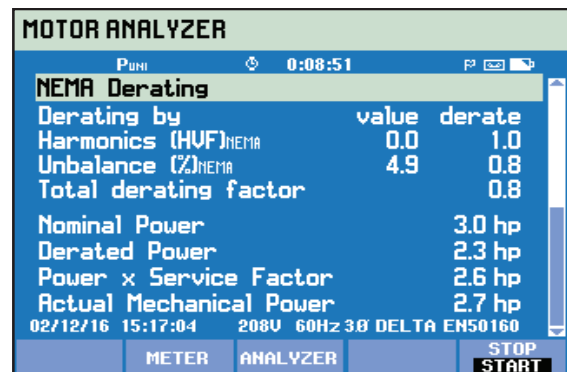 MOTOR ANALYZER
PUNI 0:08:51
NEMA Derating
Derating by value derate
Harmonics (HVF)NEMA 0.0 1.0
Unbalance (%)NEMA 4.9 0.8
Total derating factor 0.8
Nominal Power 3.0 hp
Derated Power 2.3 hp
Power x Service Factor 2.6 hp
Actual Mechanical Power 2.7 hp
02/12/16 15:17:04 208V 60Hz 3Ø DELTA EN50160
METER ANALYZER STOP
START